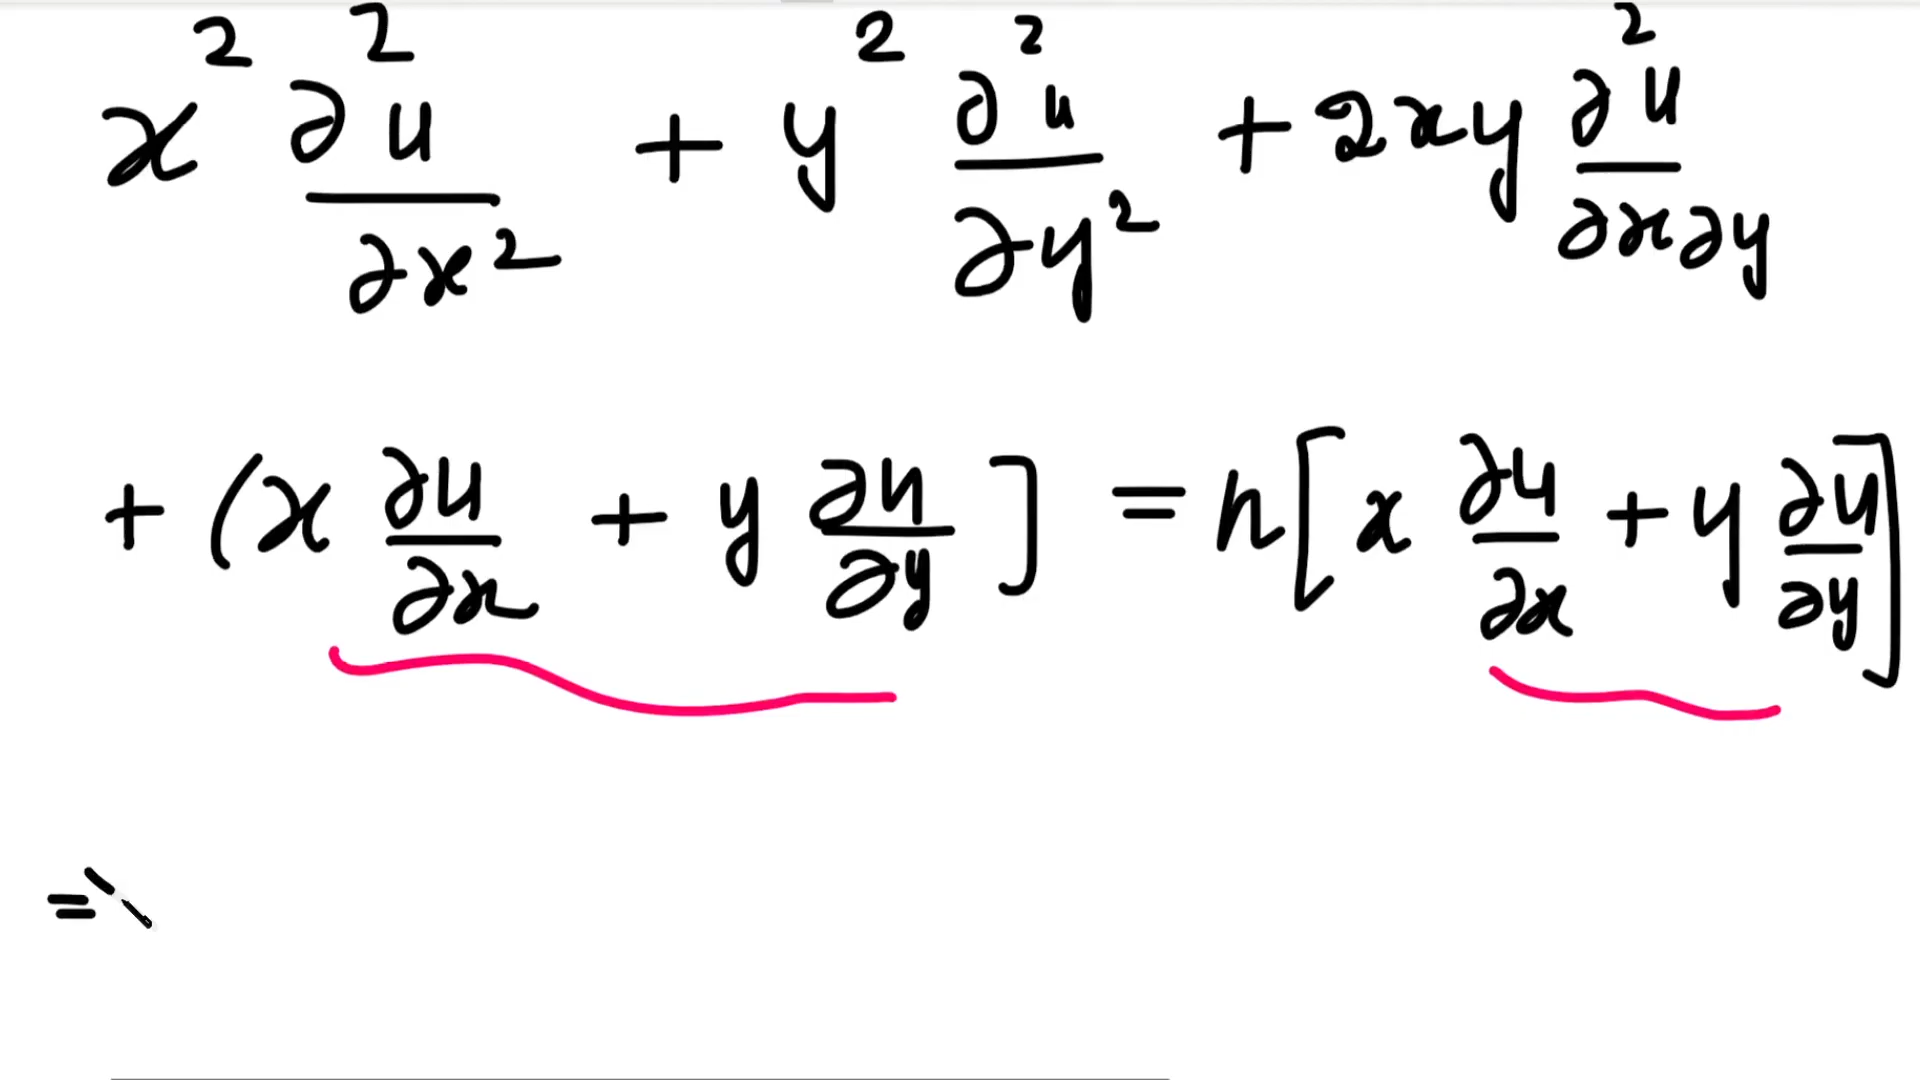 x² ∂²u/∂x² + y² ∂²u/∂y² + 2xy ∂²u/∂x∂y
+ (x ∂u/∂x + y ∂u/∂y] = n[x ∂u/∂x + y ∂u/∂y]
=